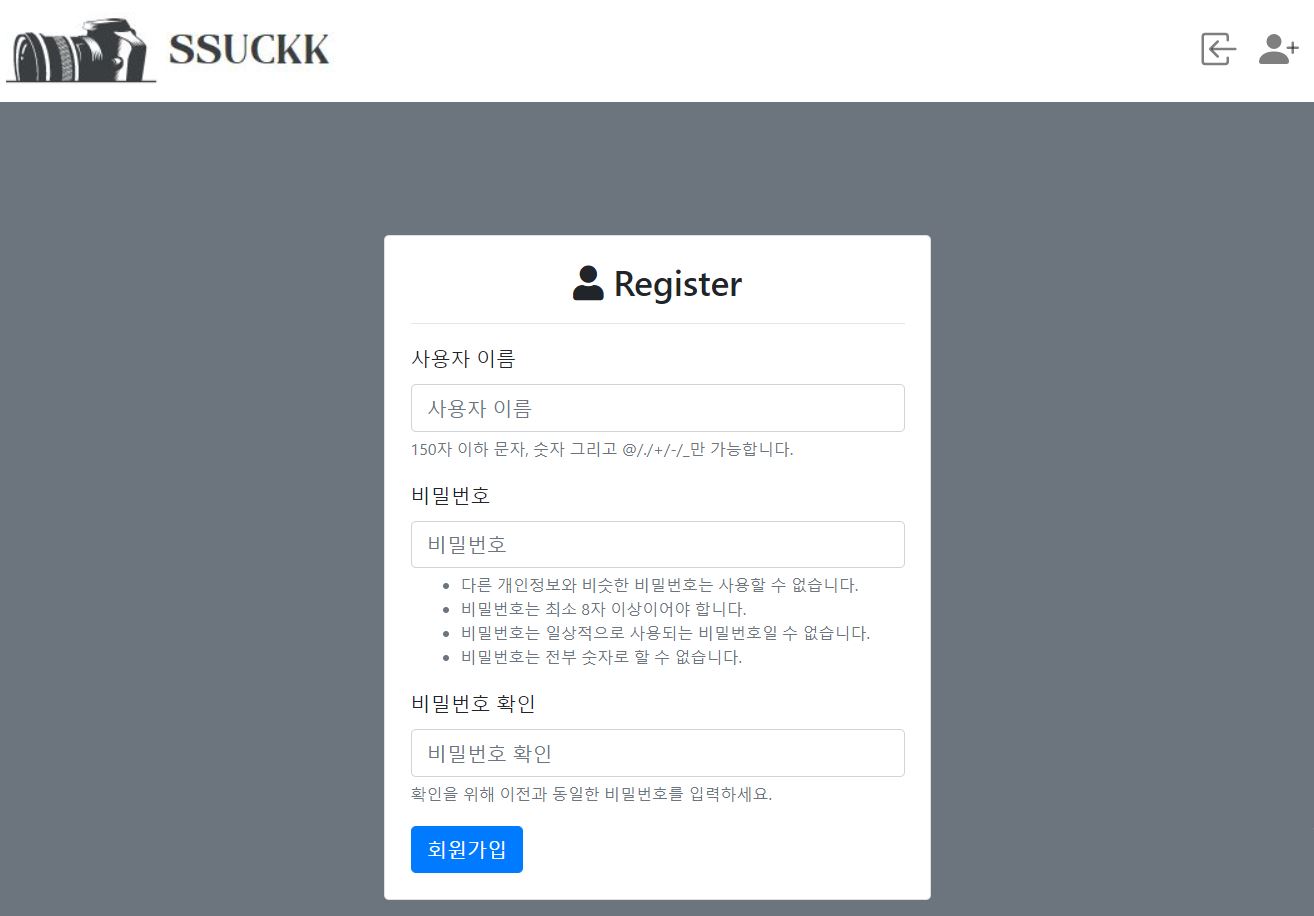 SSUCKK
Register
사용자 이름
사용자 이름
150자 이하 문자, 숫자 그리고 @/./+/-/_만 가능합니다.
비밀번호
비밀번호
다른 개인정보와 비슷한 비밀번호는 사용할 수 없습니다.
비밀번호는 최소 8자 이상이어야 합니다.
비밀번호는 일상적으로 사용되는 비밀번호일 수 없습니다.
비밀번호는 전부 숫자로 할 수 없습니다.
비밀번호 확인
비밀번호 확인
확인을 위해 이전과 동일한 비밀번호를 입력하세요.
회원가입